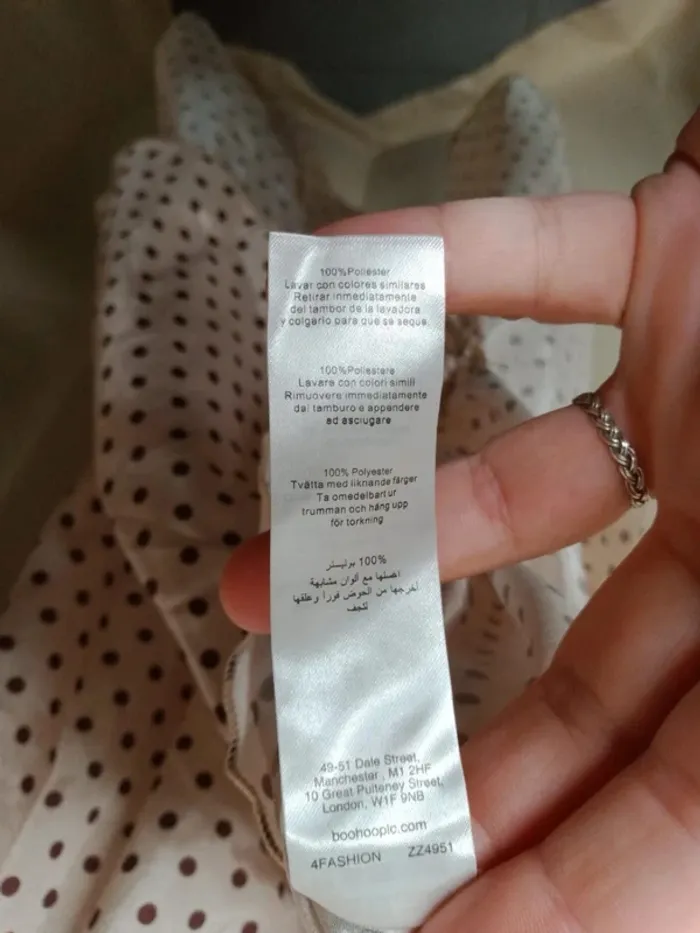 100%Poliester
Lavar con colores similares
Retirar inmediatamente
del tambor de la lavadora
y colgarlo para que se seque
100%Poliestere
Lavare con colori simili
Rimuovere immediatamente
dal tamburo e appendere
ad asciugare
100% Polyester
Tvätta med liknande färger
Ta omedelbart ur
trumman och häng upp
för torkning
100% بوليستر
اغسلها مع ألوان مشابهة
أخرجها من الحوض فوراً وعلقها
لتجف
49-51 Dale Street,
Manchester , M1 2HF
10 Great Pulteney Street,
London, W1F 9NB
boohooplc.com
4FASHION ZZ4951